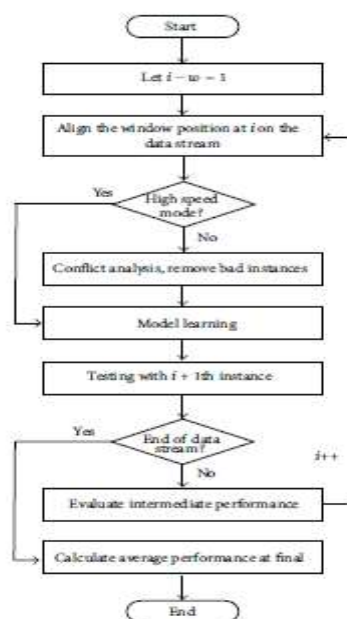 Start
Let i − w − 1
Align the window position at i on the
data stream
Yes
High speed
mode?
No
Conflict analysis, remove bad instances
Model learning
Testing with i + 1th instance
Yes
End of data
stream?
i++
No
Evaluate intermediate performance
Calculate average performance at final
End